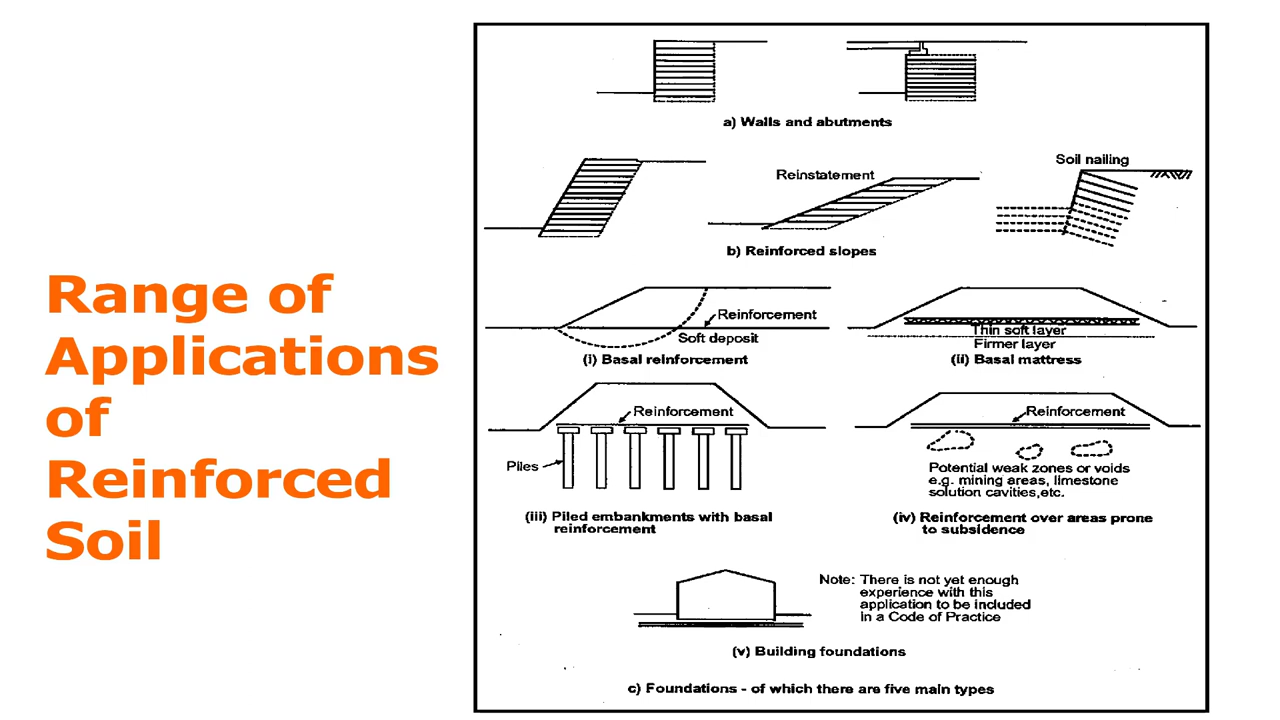 Range of
Applications
of
Reinforced
Soil
a) Walls and abutments
Reinstatement
Soil nailing
b) Reinforced slopes
Reinforcement
Soft deposit
(i) Basal reinforcement
Thin soft layer
Firmer layer
(ii) Basal mattress
Reinforcement
Piles
(iii) Piled embankments with basal
reinforcement
Reinforcement
Potential weak zones or voids
e.g. mining areas, limestone
solution cavities,etc.
(iv) Reinforcement over areas prone
to subsidence
Note: There is not yet enough
experience with this
application to be included
in a Code of Practice
(v) Building foundations
c) Foundations - of which there are five main types